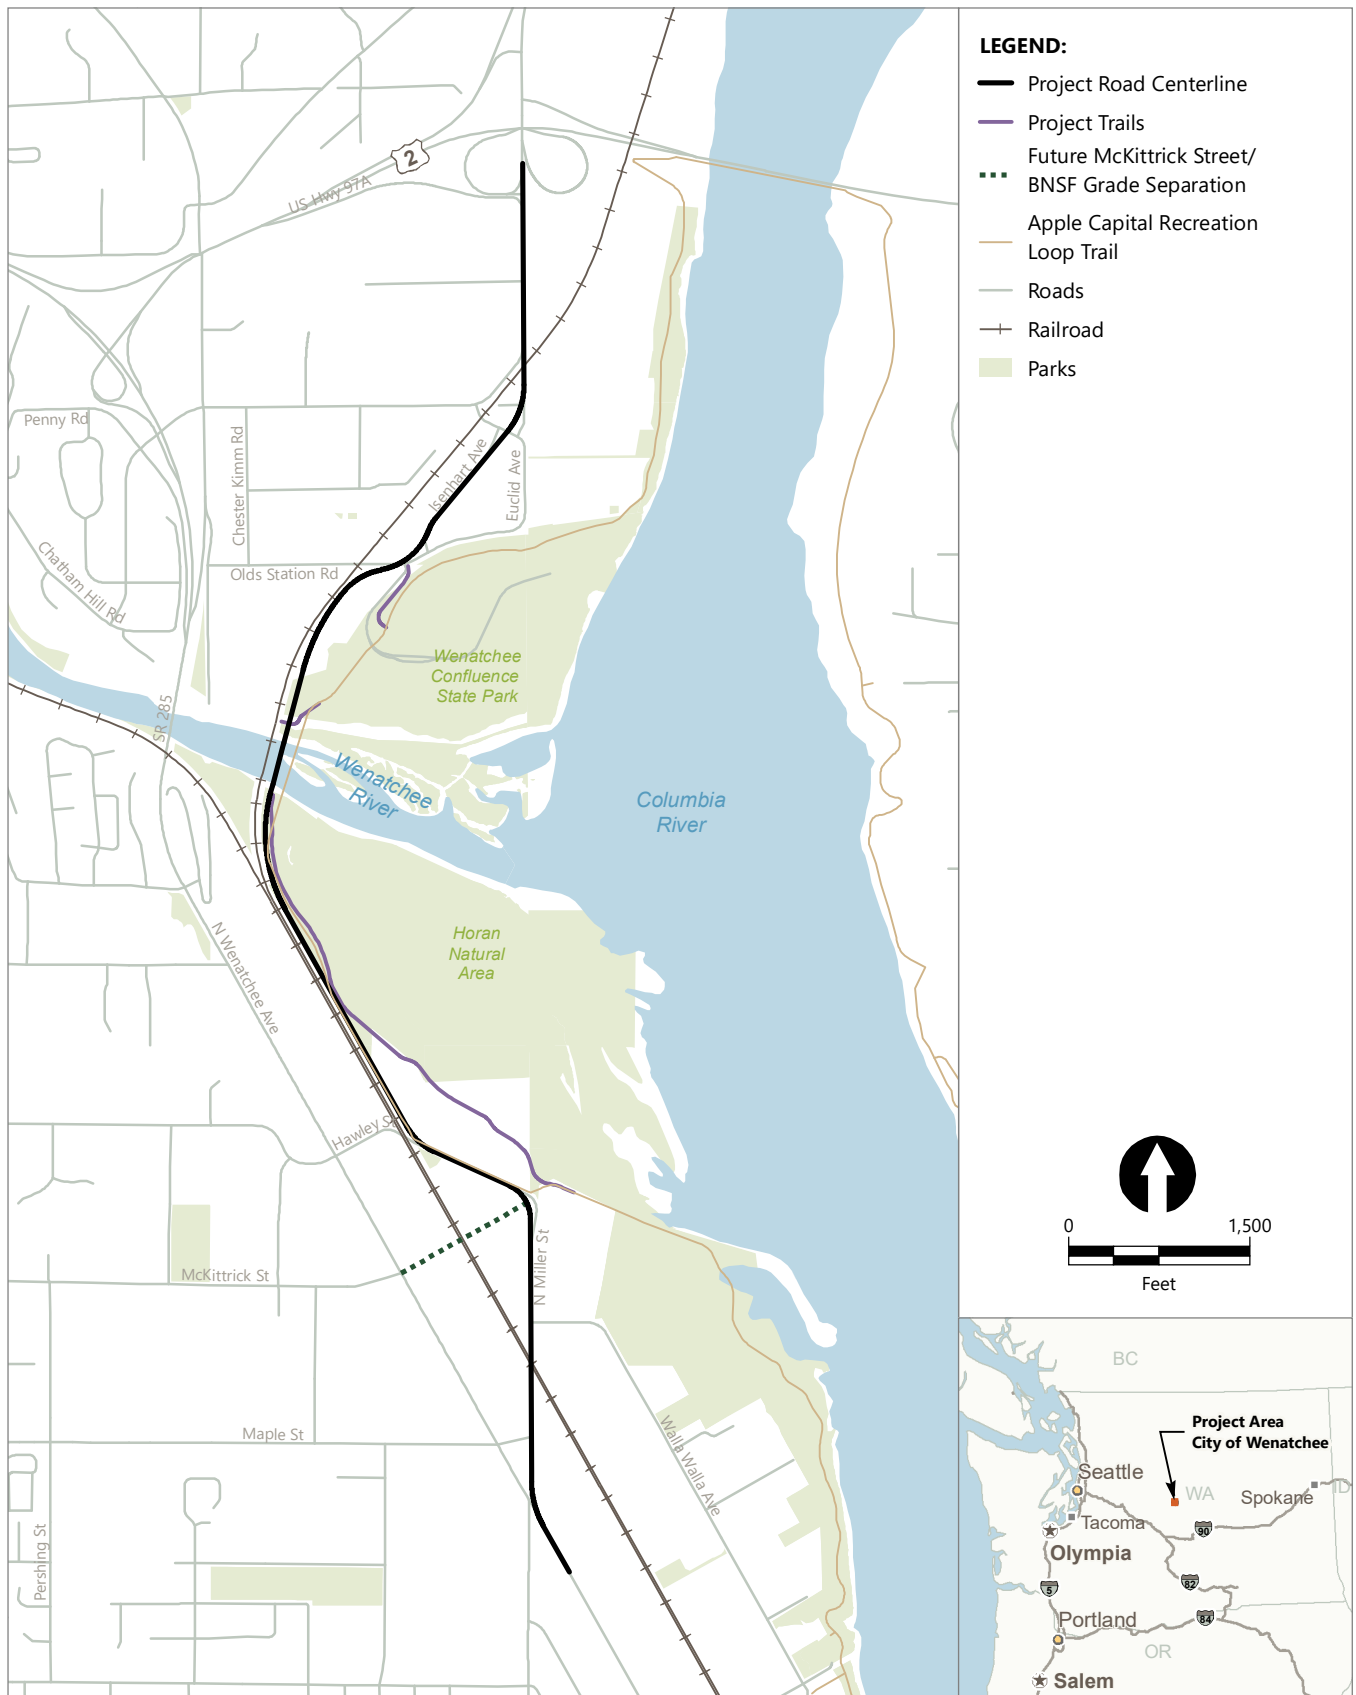 LEGEND:
Project Road Centerline
Project Trails
Future McKittrick Street/
BNSF Grade Separation
Apple Capital Recreation
Loop Trail
Roads
Railroad
Parks
2
US Hwy 97A
Penny Rd
Chester Kimm Rd
Isenhart Ave
Euclid Ave
Chatham Hill Rd
Olds Station Rd
Wenatchee
Confluence
State Park
SR 285
Wenatchee
River
Columbia
River
N Wenatchee Ave
Horan
Natural
Area
Hawley St
N Miller St
McKittrick St
Maple St
Walla Walla Ave
Pershing St
0
1,500
Feet
BC
Project Area
City of Wenatchee
Seattle
WA
Spokane
ID
Tacoma
90
Olympia
5
82
84
Portland
OR
Salem